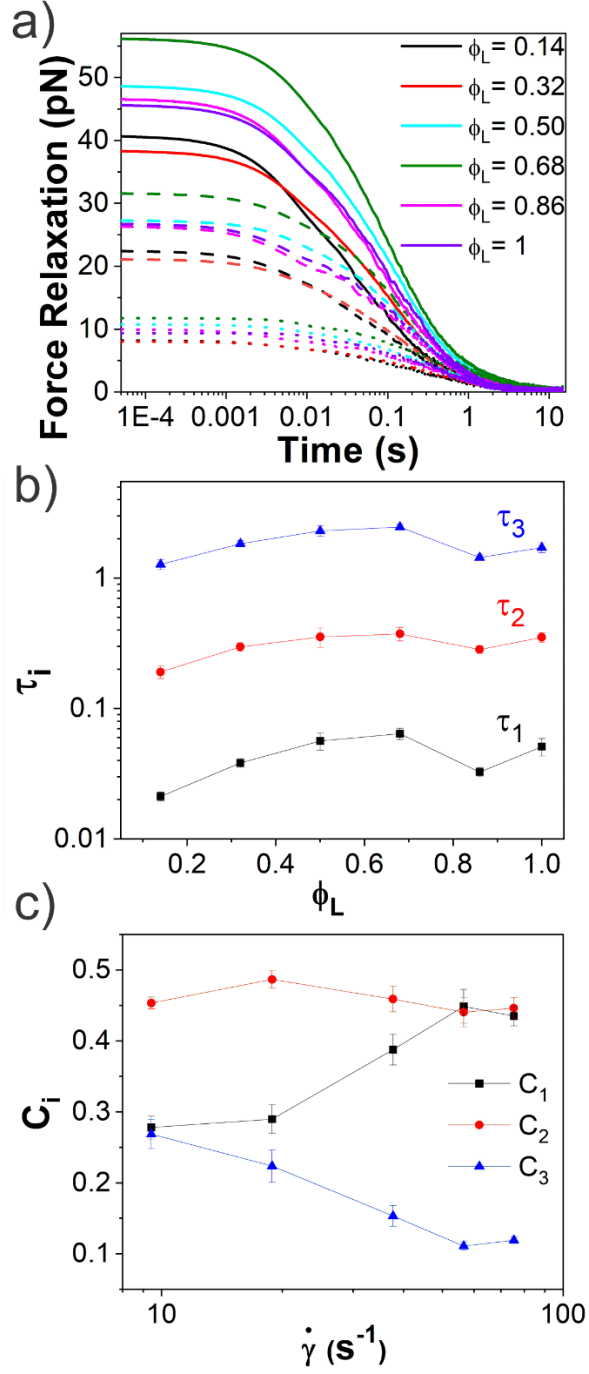 a)
Force Relaxation (pN)
50
40
30
20
10
0
ϕL = 0.14
ϕL = 0.32
ϕL = 0.50
ϕL = 0.68
ϕL = 0.86
ϕL = 1
1E-4 0.001 0.01 0.1 1 10
Time (s)
b)
τi
1
0.1
0.01
τ3
τ2
τ1
0.2 0.4 0.6 0.8 1.0
ϕL
c)
Ci
0.5
0.4
0.3
0.2
0.1
C1
C2
C3
10 100
γ̇ (s⁻¹)